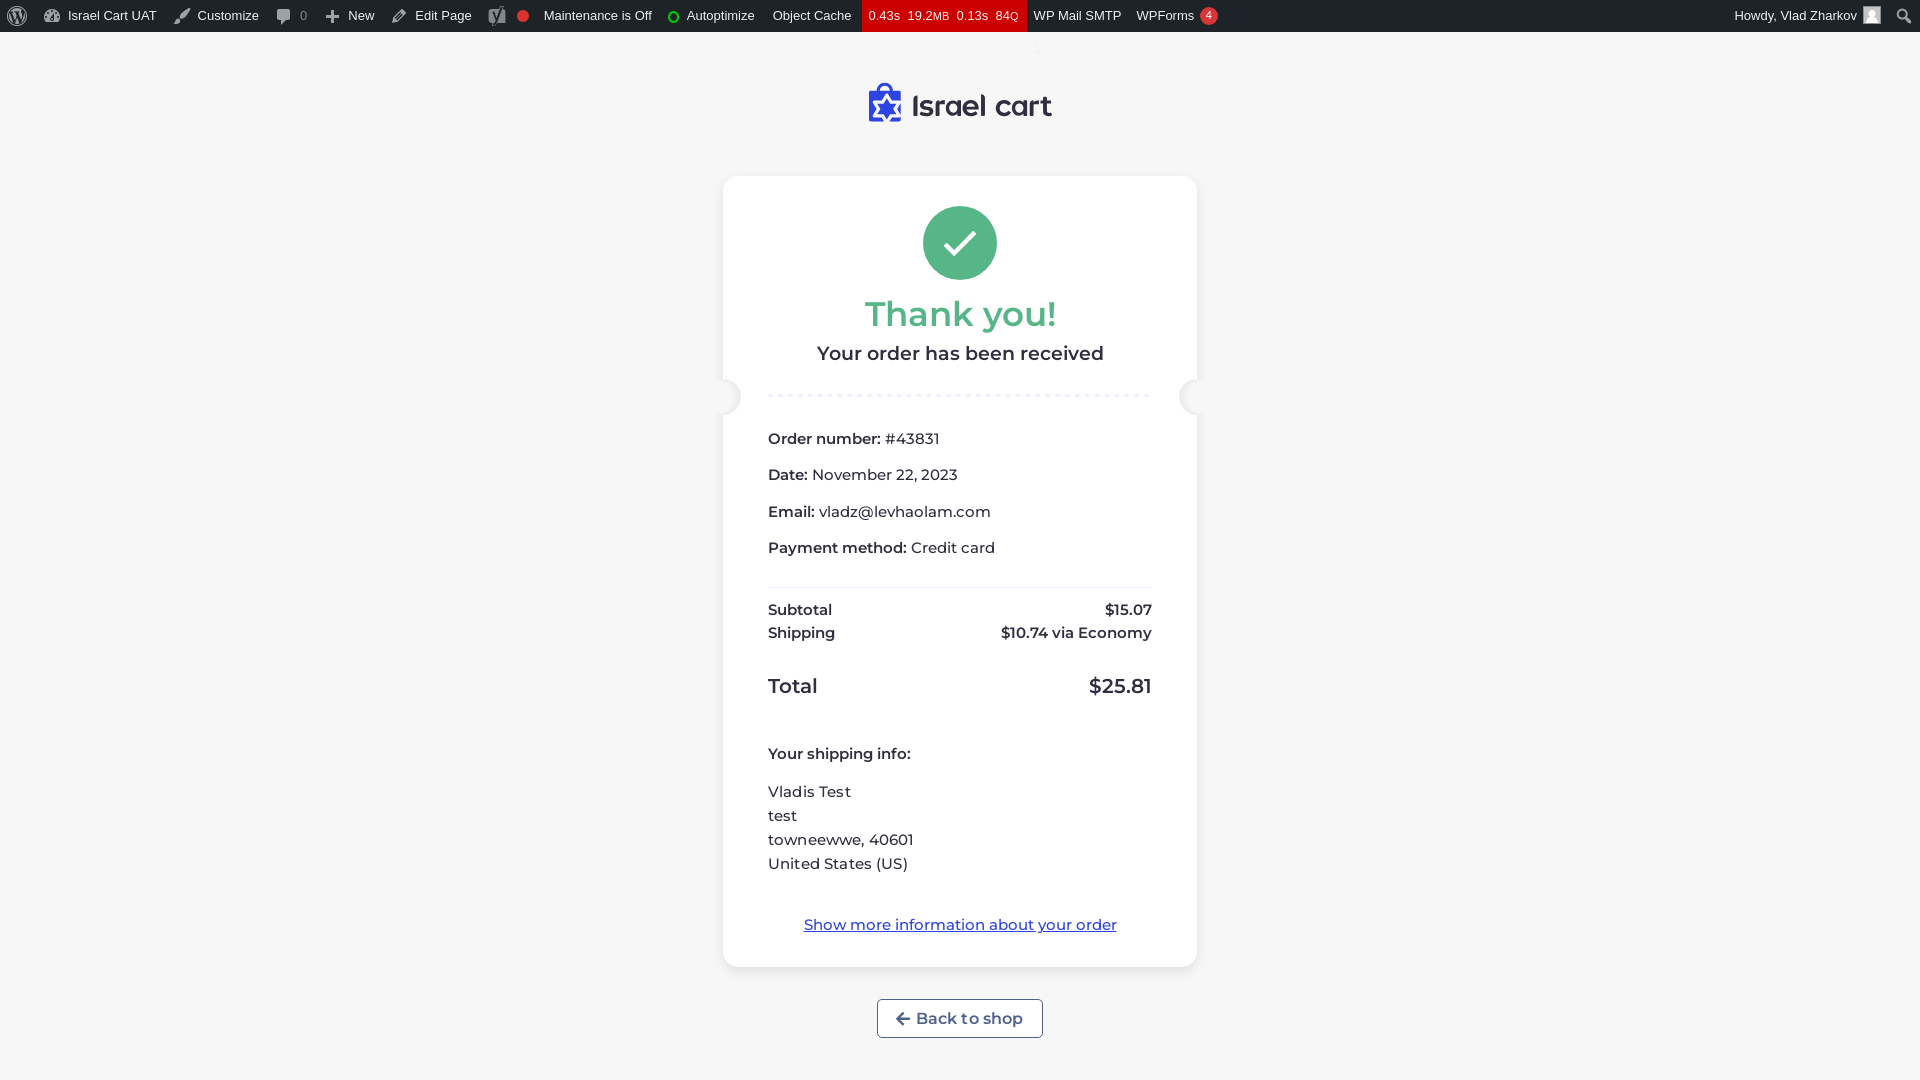 Israel Cart UAT Customize 0 New Edit Page Maintenance is Off Autoptimize Object Cache 0.43s 19.2MB 0.13s 84Q WP Mail SMTP WPForms 4 Howdy, Vlad Zharkov
Israel cart
Thank you!
Your order has been received
Order number: #43831
Date: November 22, 2023
Email: vladz@levhaolam.com
Payment method: Credit card
Subtotal $15.07
Shipping $10.74 via Economy
Total $25.81
Your shipping info:
Vladis Test
test
towneewwe, 40601
United States (US)
Show more information about your order
Back to shop